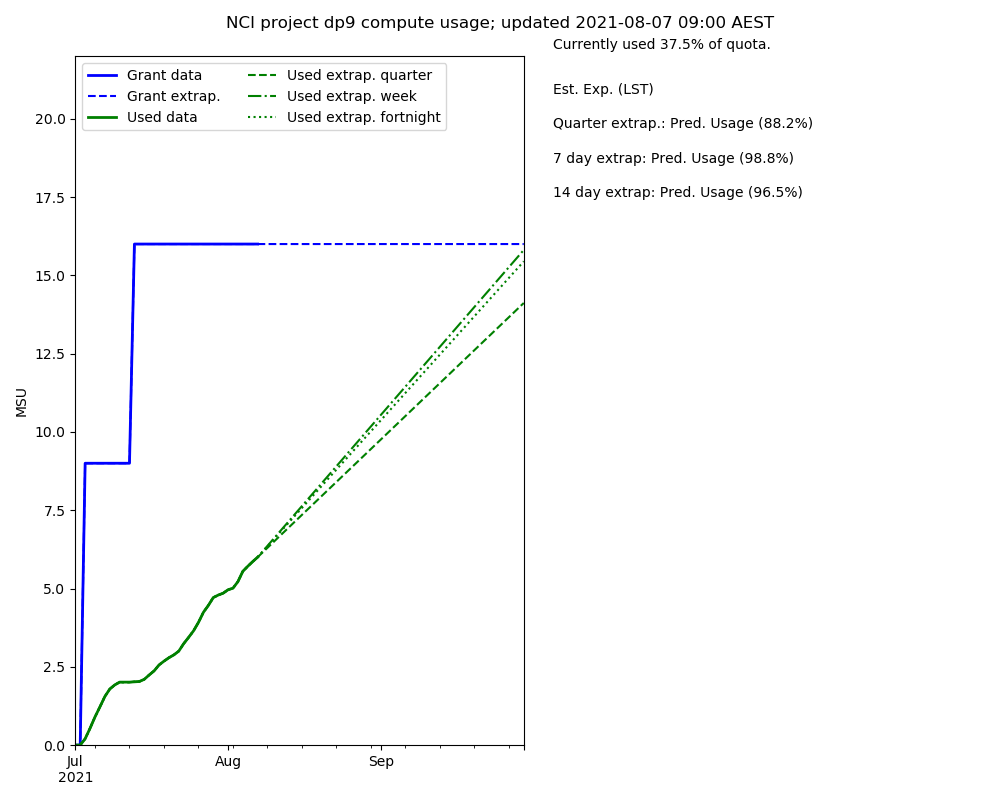 NCI project dp9 compute usage; updated 2021-08-07 09:00 AEST
Currently used 37.5% of quota.
Est. Exp. (LST)
Quarter extrap.: Pred. Usage (88.2%)
7 day extrap: Pred. Usage (98.8%)
14 day extrap: Pred. Usage (96.5%)
Grant data
Grant extrap.
Used data
Used extrap. quarter
Used extrap. week
Used extrap. fortnight
MSU
20.0
17.5
15.0
12.5
10.0
7.5
5.0
2.5
0.0
Jul
2021
Aug
Sep